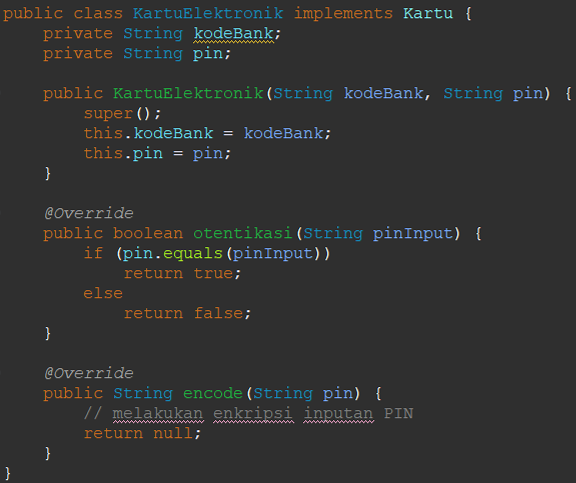 public class KartuElektronik implements Kartu {
    private String kodeBank;
    private String pin;

    public KartuElektronik(String kodeBank, String pin) {
        super();
        this.kodeBank = kodeBank;
        this.pin = pin;
    }

    @Override
    public boolean otentikasi(String pinInput) {
        if (pin.equals(pinInput))
            return true;
        else
            return false;
    }

    @Override
    public String encode(String pin) {
        // melakukan enkripsi inputan PIN
        return null;
    }
}